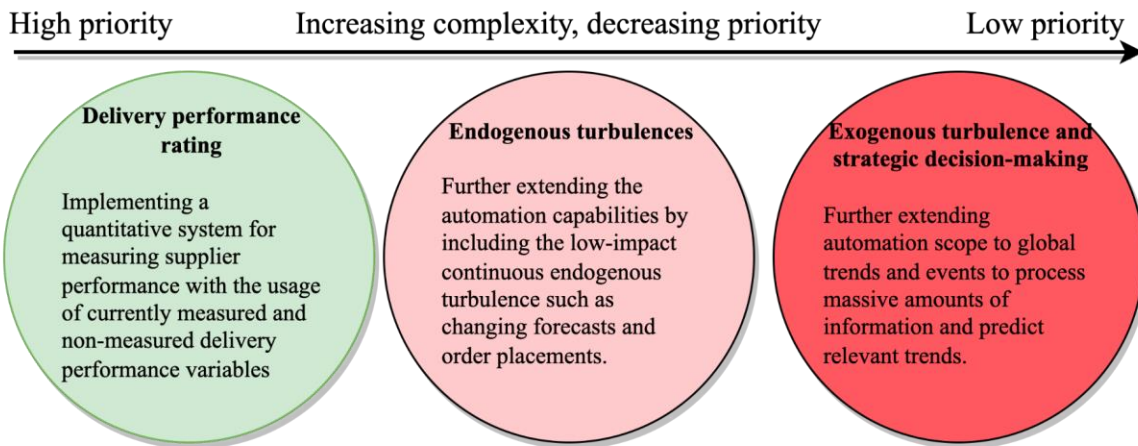 High priority
Increasing complexity, decreasing priority
Low priority
Delivery performance
rating
Implementing a
quantitative system for
measuring supplier
performance with the usage
of currently measured and
non-measured delivery
performance variables
Endogenous turbulences
Further extending the
automation capabilities by
including the low-impact
continuous endogenous
turbulence such as
changing forecasts and
order placements.
Exogenous turbulence and
strategic decision-making
Further extending
automation scope to global
trends and events to process
massive amounts of
information and predict
relevant trends.